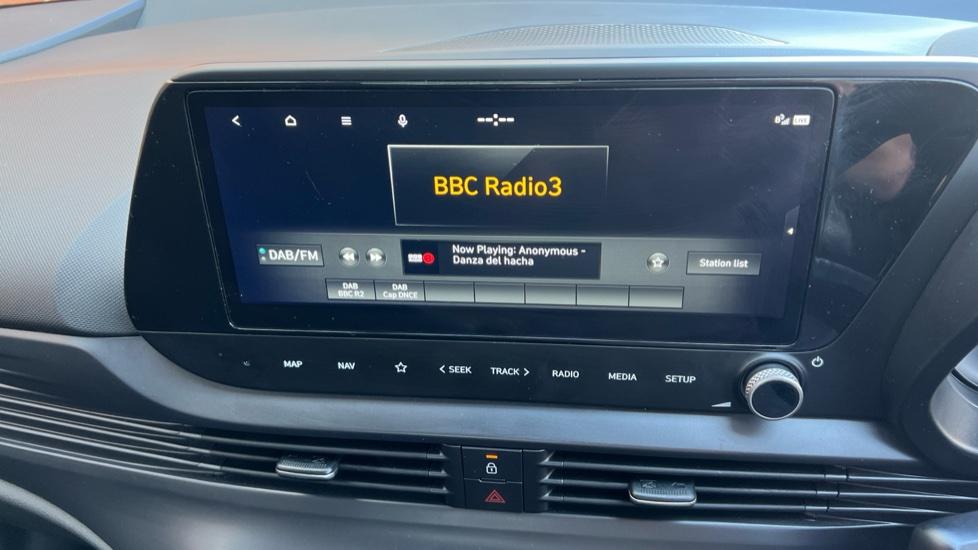 LIVE
BBC Radio3
DAB/FM
Now Playing: Anonymous -
Danza del hacha
Station list
DAB
BBC R2
DAB
Cap DNCE
MAP
NAV
< SEEK
TRACK >
RADIO
MEDIA
SETUP